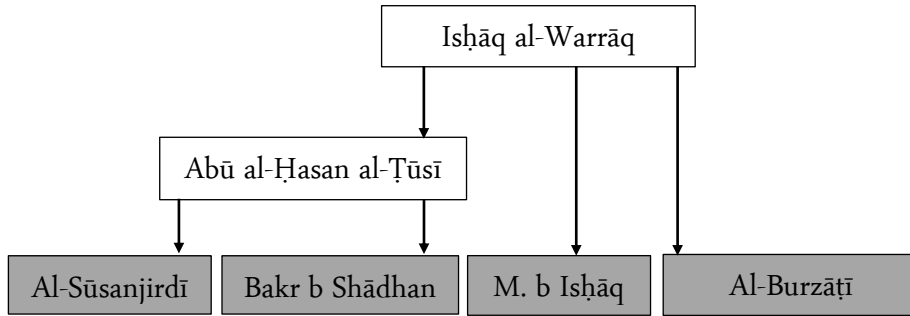 Isḥāq al-Warrāq
Abū al-Ḥasan al-Ṭūsī
Al-Sūsanjirdī
Bakr b Shādhan
M. b Isḥāq
Al-Burzāṭī